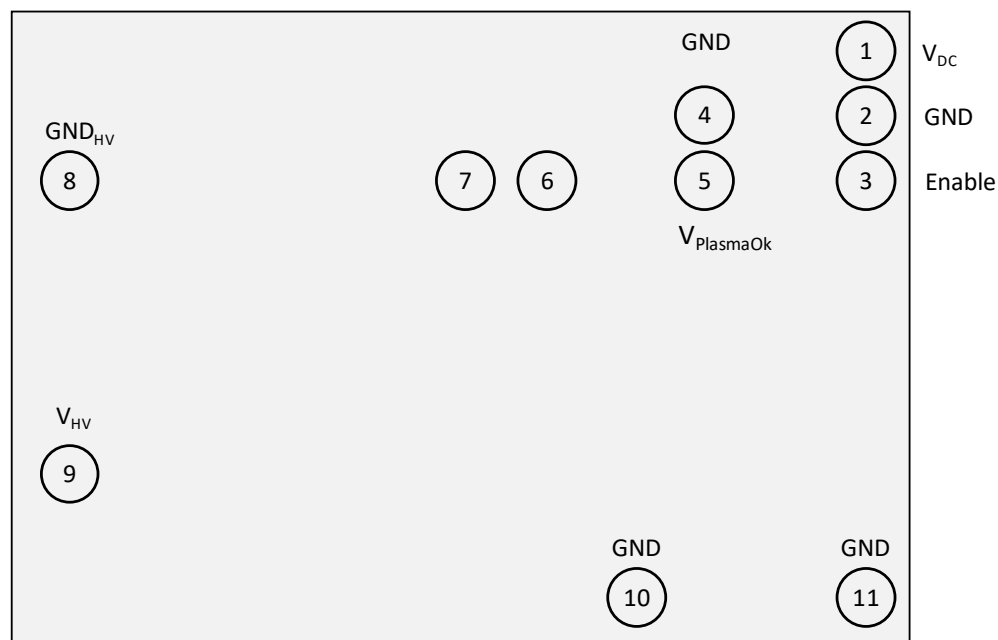 GND
1 V_DC
4 2 GND
GND_HV
8 7 6 5 3 Enable
V_PlasmaOk
V_HV
9
GND GND
10 11